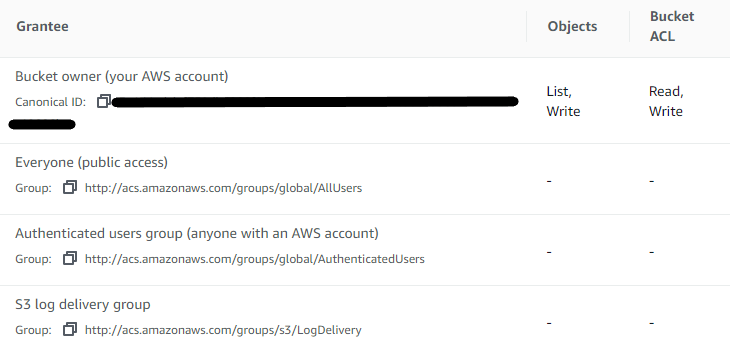 Grantee Objects Bucket ACL
Bucket owner (your AWS account)
Canonical ID:
List, Write
Read, Write
Everyone (public access)
Group: http://acs.amazonaws.com/groups/global/AllUsers
- -
Authenticated users group (anyone with an AWS account)
Group: http://acs.amazonaws.com/groups/global/AuthenticatedUsers
- -
S3 log delivery group
Group: http://acs.amazonaws.com/groups/s3/LogDelivery
- -